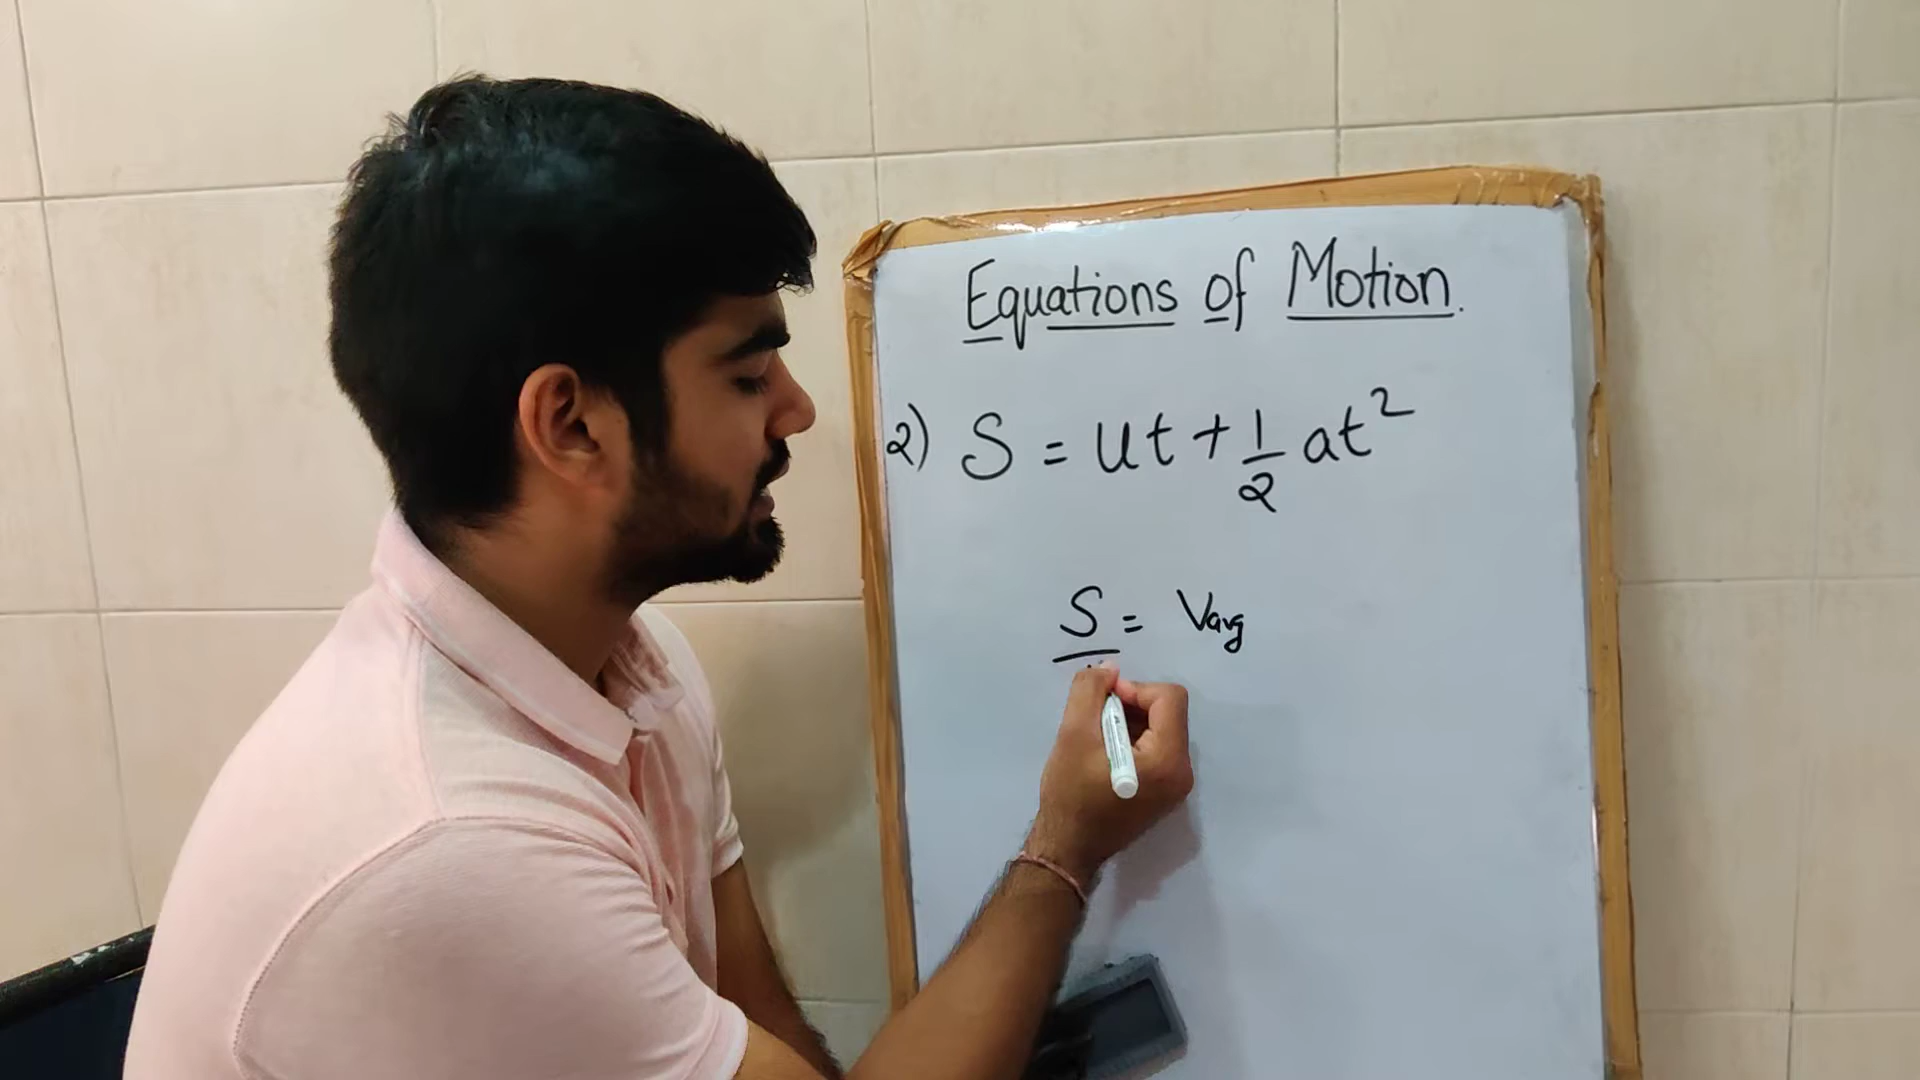 Equations of Motion.
2) S = ut + 1/2 at²
S = Vavg